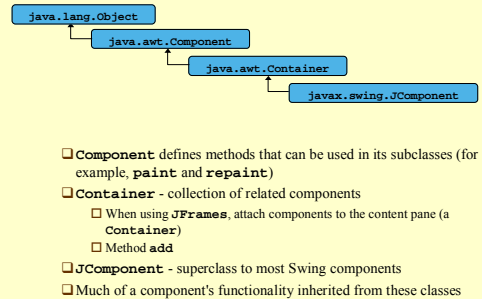 java.lang.Object
java.awt.Component
java.awt.Container
javax.swing.JComponent
Component defines methods that can be used in its subclasses (for
example, paint and repaint)
Container - collection of related components
When using JFrames, attach components to the content pane (a
Container)
Method add
JComponent - superclass to most Swing components
Much of a component's functionality inherited from these classes